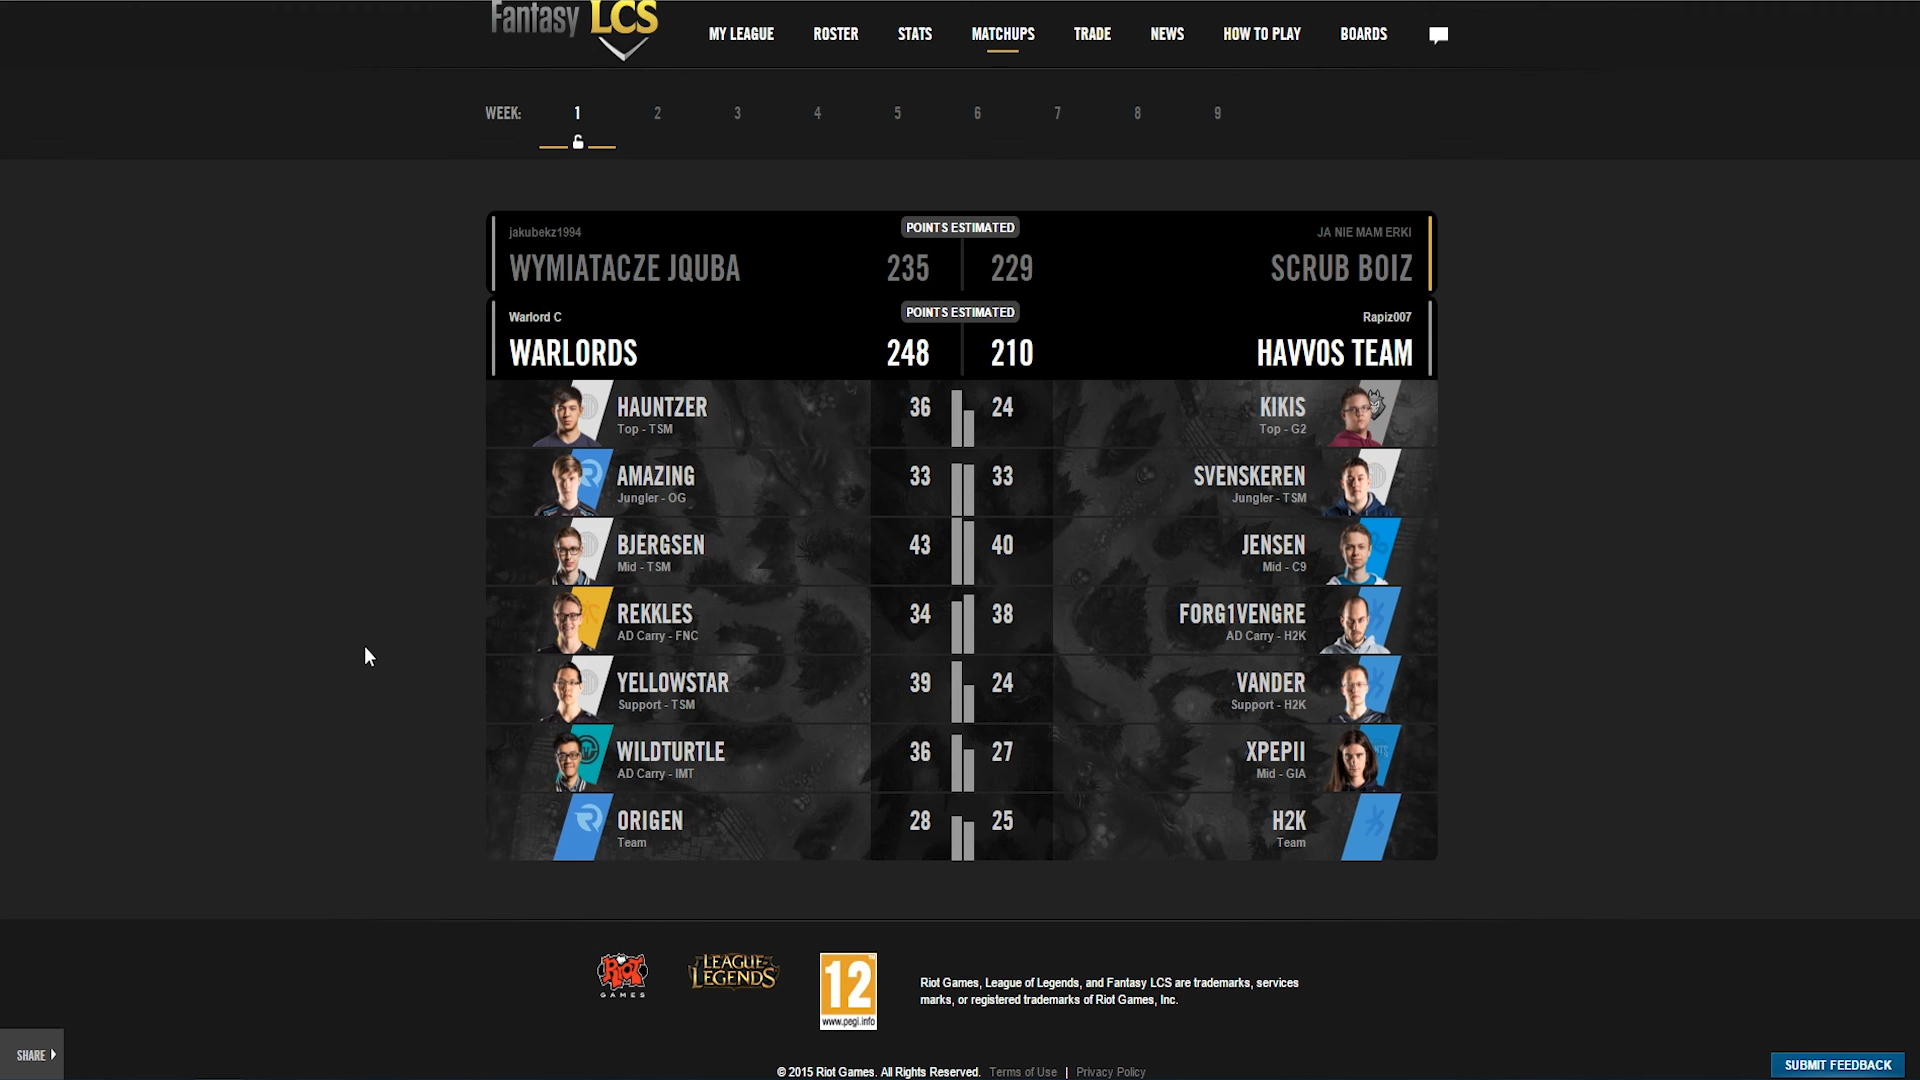 Fantasy LCS
MY LEAGUE ROSTER STATS MATCHUPS TRADE NEWS HOW TO PLAY BOARDS
WEEK: 1 2 3 4 5 6 7 8 9
jakubekz1994 POINTS ESTIMATED JA NIE MAM ERKI
WYMIATACZE JQUBA 235 229 SCRUB BOIZ
Warlord C POINTS ESTIMATED Rapiz007
WARLORDS 248 210 HAVVOS TEAM
HAUNTZER 36 24 KIKIS
Top - TSM Top - G2
AMAZING 33 33 SVENSKEREN
Jungler - OG Jungler - TSM
BJERGSEN 43 40 JENSEN
Mid - TSM Mid - C9
REKKLES 34 38 FORG1VENGRE
AD Carry - FNC AD Carry - H2K
YELLOWSTAR 39 24 VANDER
Support - TSM Support - H2K
WILDTURTLE 36 27 XPEPII
AD Carry - IMT Mid - GIA
ORIGEN 28 25 H2K
Team Team
RIOT GAMES
LEAGUE OF LEGENDS
12
www.pegi.info
Riot Games, League of Legends, and Fantasy LCS are trademarks, services
marks, or registered trademarks of Riot Games, Inc.
SHARE
SUBMIT FEEDBACK
© 2015 Riot Games. All Rights Reserved. Terms of Use | Privacy Policy